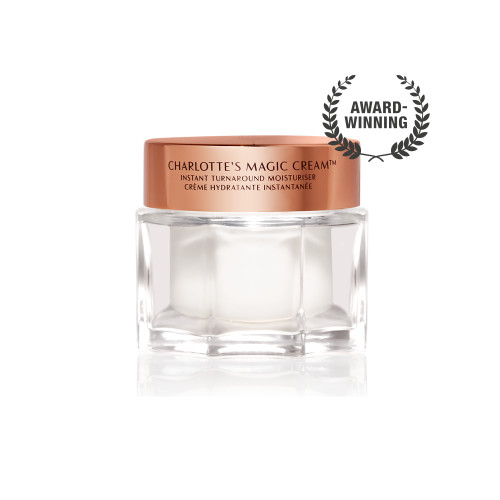 AWARD-
WINNING
CHARLOTTE'S MAGIC CREAM™
INSTANT TURNAROUND MOISTURISER
CRÈME HYDRATANTE INSTANTANÉE